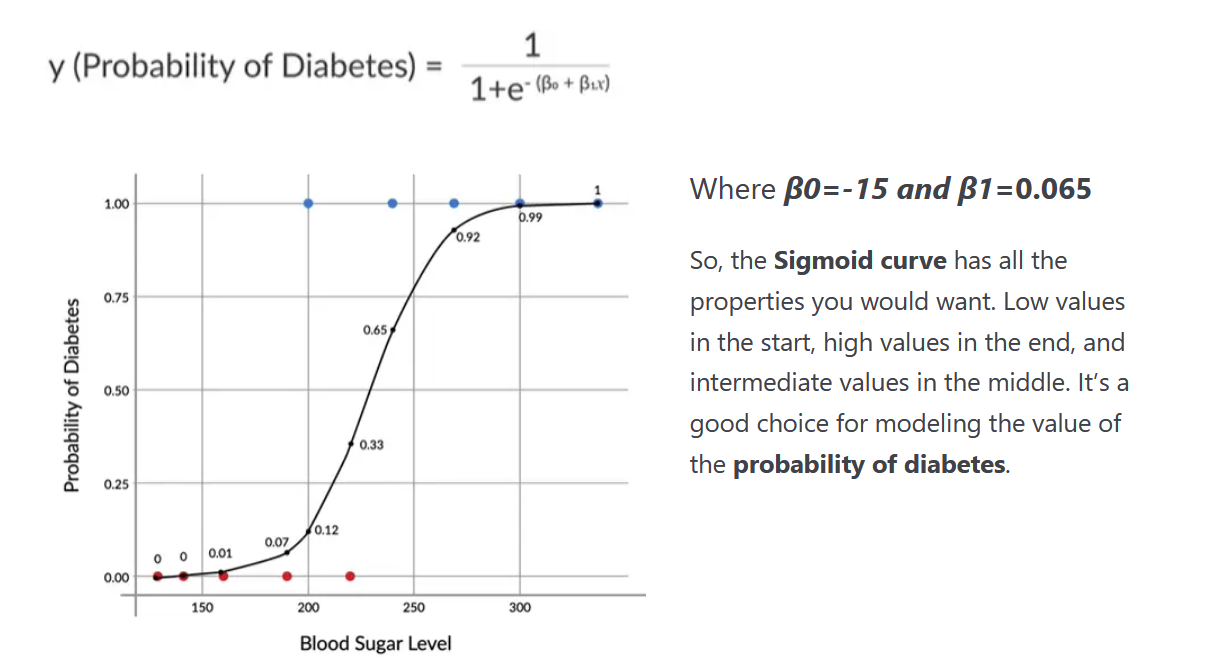 y (Probability of Diabetes) = 1
1+e- (β₀ + β₁x)
Where β0=-15 and β1=0.065
So, the Sigmoid curve has all the
properties you would want. Low values
in the start, high values in the end, and
intermediate values in the middle. It’s a
good choice for modeling the value of
the probability of diabetes.
Probability of Diabetes
1.00
0.75
0.50
0.25
0.00
0
0
0.01
0.07
0.12
0.33
0.65
0.92
0.99
1
150
200
250
300
Blood Sugar Level